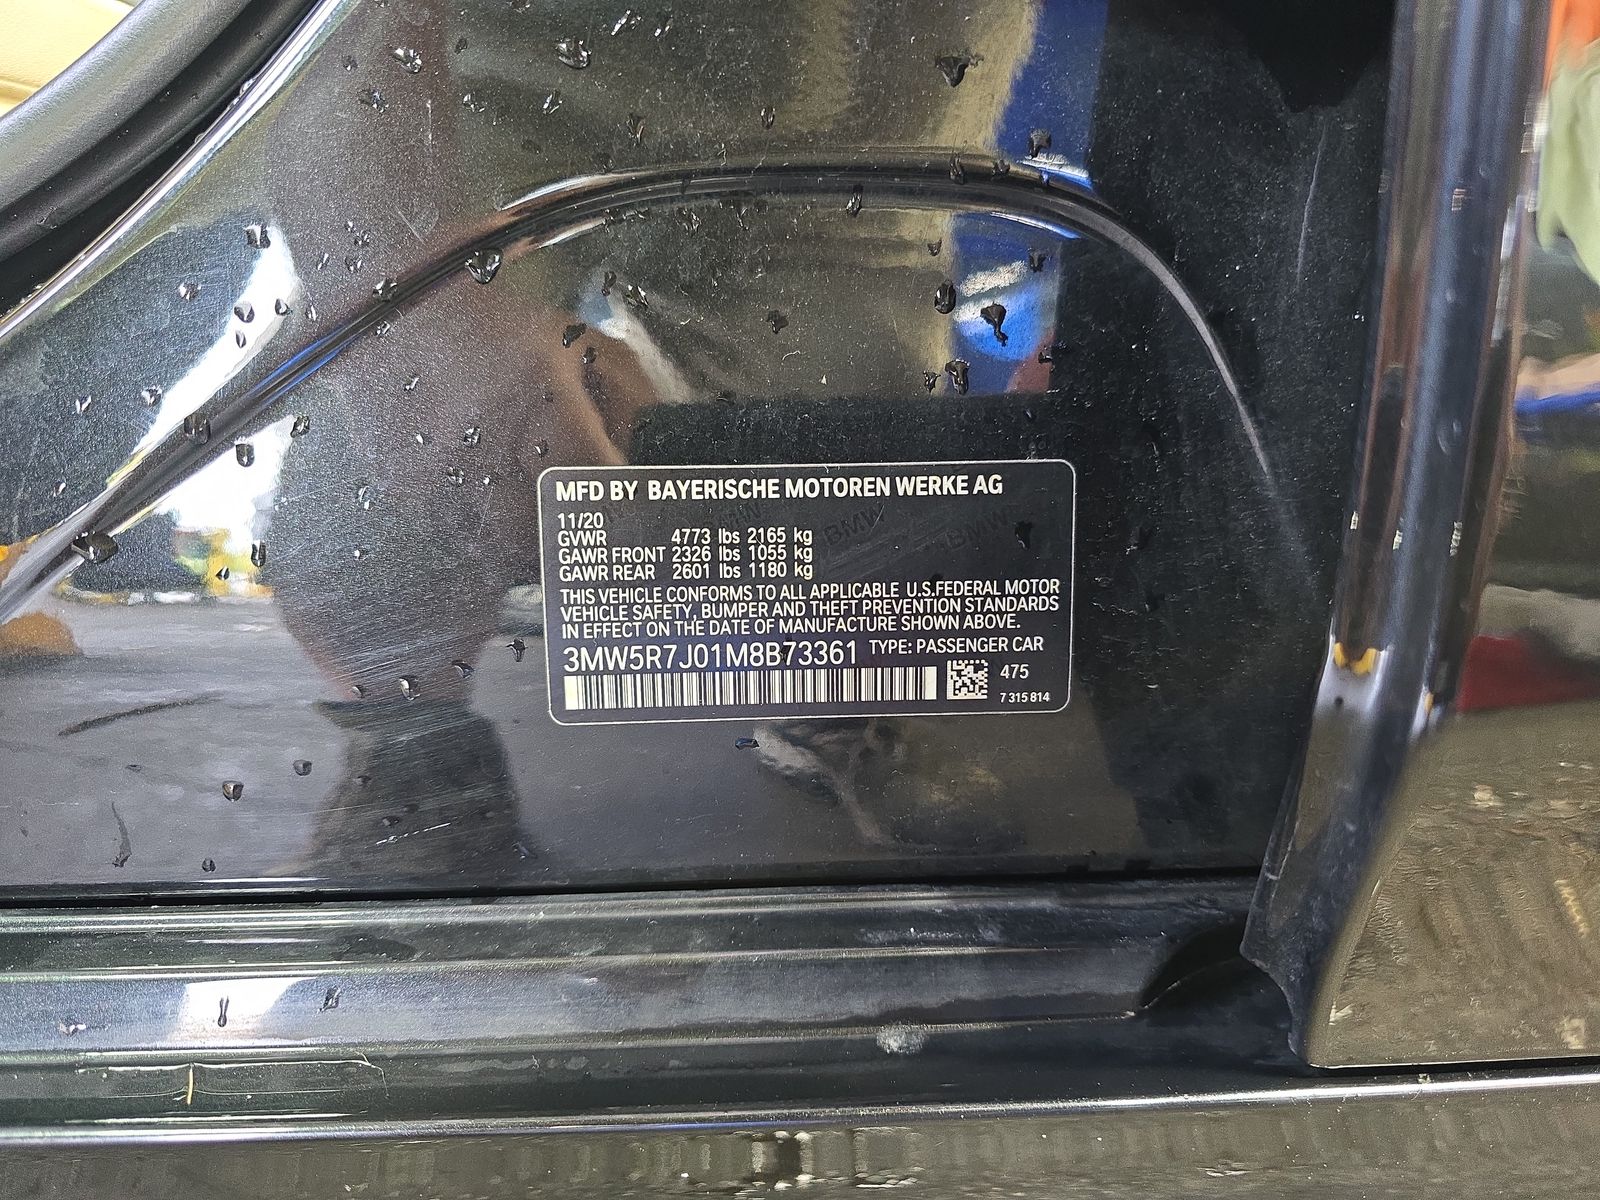 MFD BY BAYERISCHE MOTOREN WERKE AG
11/20
GVWR 4773 lbs 2165 kg
GAWR FRONT 2326 lbs 1055 kg
GAWR REAR 2601 lbs 1180 kg
THIS VEHICLE CONFORMS TO ALL APPLICABLE U.S.FEDERAL MOTOR
VEHICLE SAFETY, BUMPER AND THEFT PREVENTION STANDARDS
IN EFFECT ON THE DATE OF MANUFACTURE SHOWN ABOVE.
3MW5R7J01M8B73361 TYPE: PASSENGER CAR
475
7 315 814
BMW BMW BMW